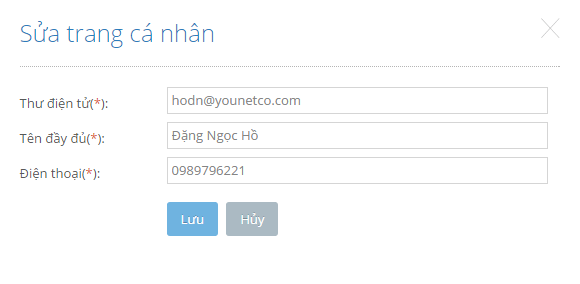 Sửa trang cá nhân
Thư điện tử(*): hodn@younetco.com
Tên đầy đủ(*): Đặng Ngọc Hồ
Điện thoại(*): 0989796221
Lưu Hủy